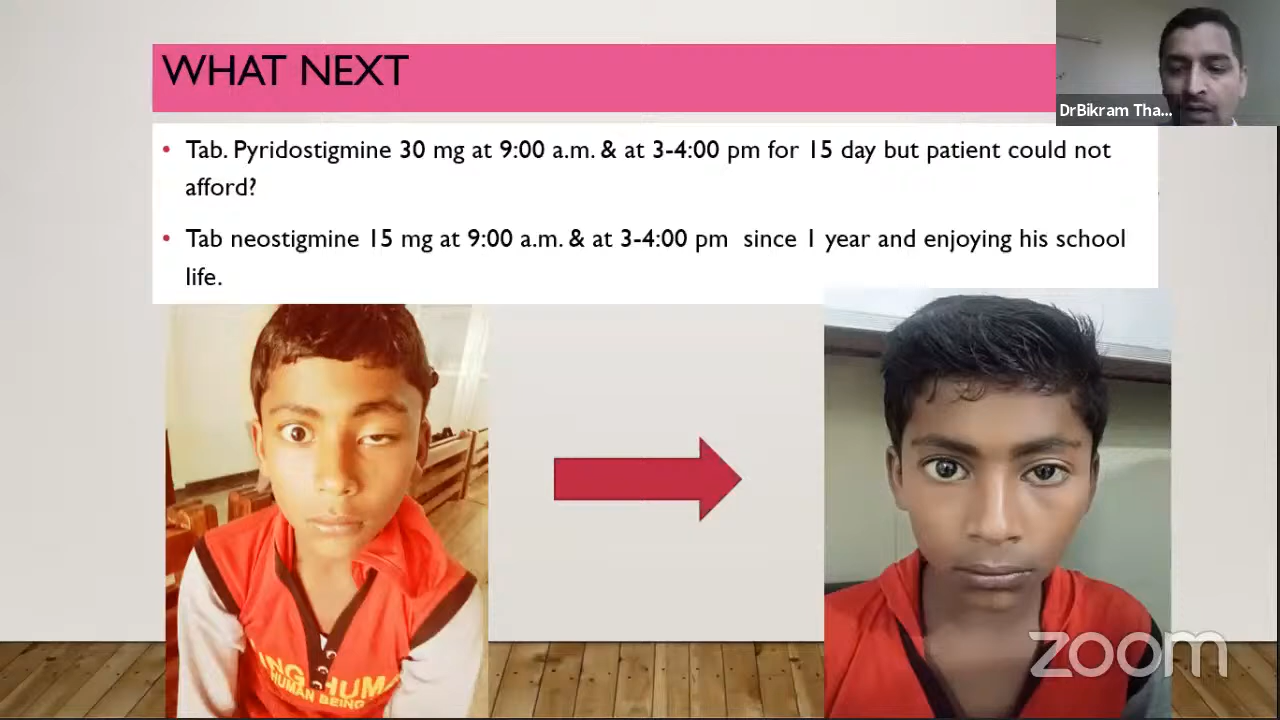 WHAT NEXT
DrBikram Tha...
Tab. Pyridostigmine 30 mg at 9:00 a.m. & at 3-4:00 pm for 15 day but patient could not
afford?
Tab neostigmine 15 mg at 9:00 a.m. & at 3-4:00 pm since 1 year and enjoying his school
life.
HUMAN BEING
zoom